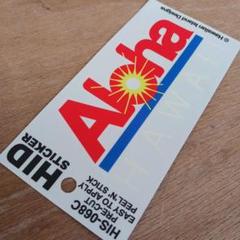 © Hawaiian Island Designs
Aloha
HAWAII
HID
STICKER
HIS-068C
PRE-CUT
EASY TO APPLY
PEEL 'N' STICK